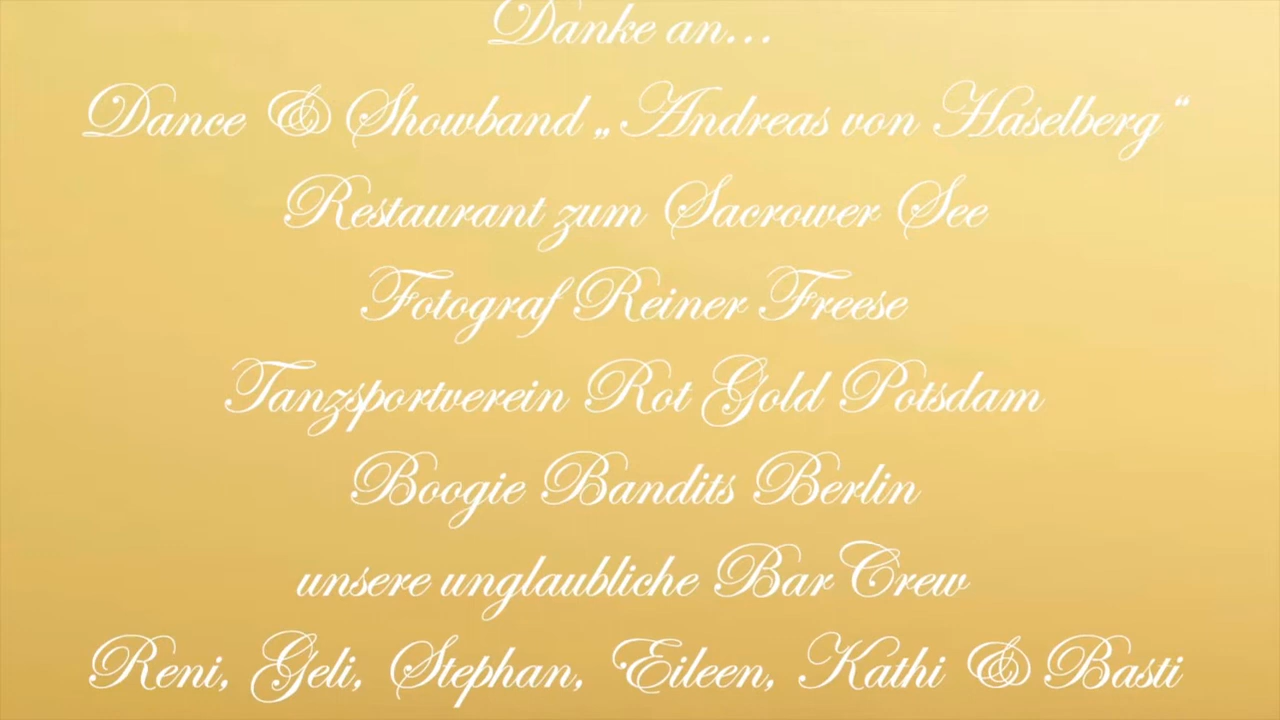 Danke an...
Dance & Showband „Andreas von Haselberg“
Restaurant zum Sacrower See
Fotograf Reiner Freese
Tanzsportverein Rot Gold Potsdam
Boogie Bandits Berlin
unsere unglaubliche Bar Crew
Reni, Geli, Stephan, Eileen, Kathi & Basti